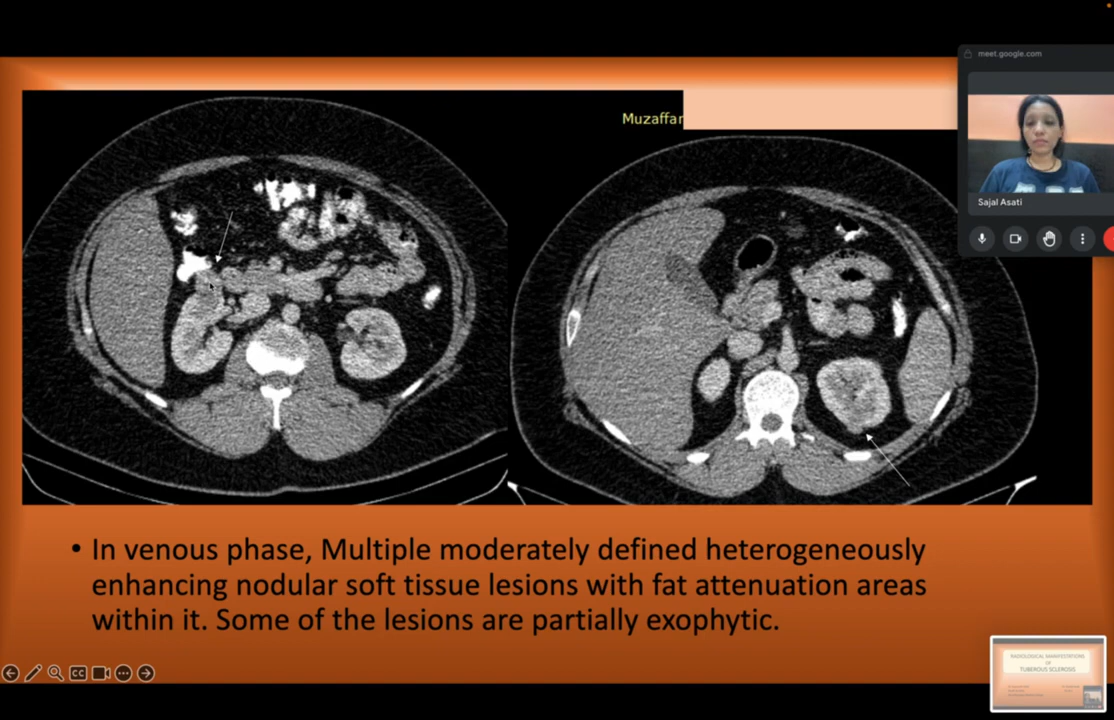 meet.google.com
Muzaffar
Sajal Asati
• In venous phase, Multiple moderately defined heterogeneously
enhancing nodular soft tissue lesions with fat attenuation areas
within it. Some of the lesions are partially exophytic.
CC
RADIOLOGICAL MANIFESTATIONS
OF
TUBEROUS SCLEROSIS